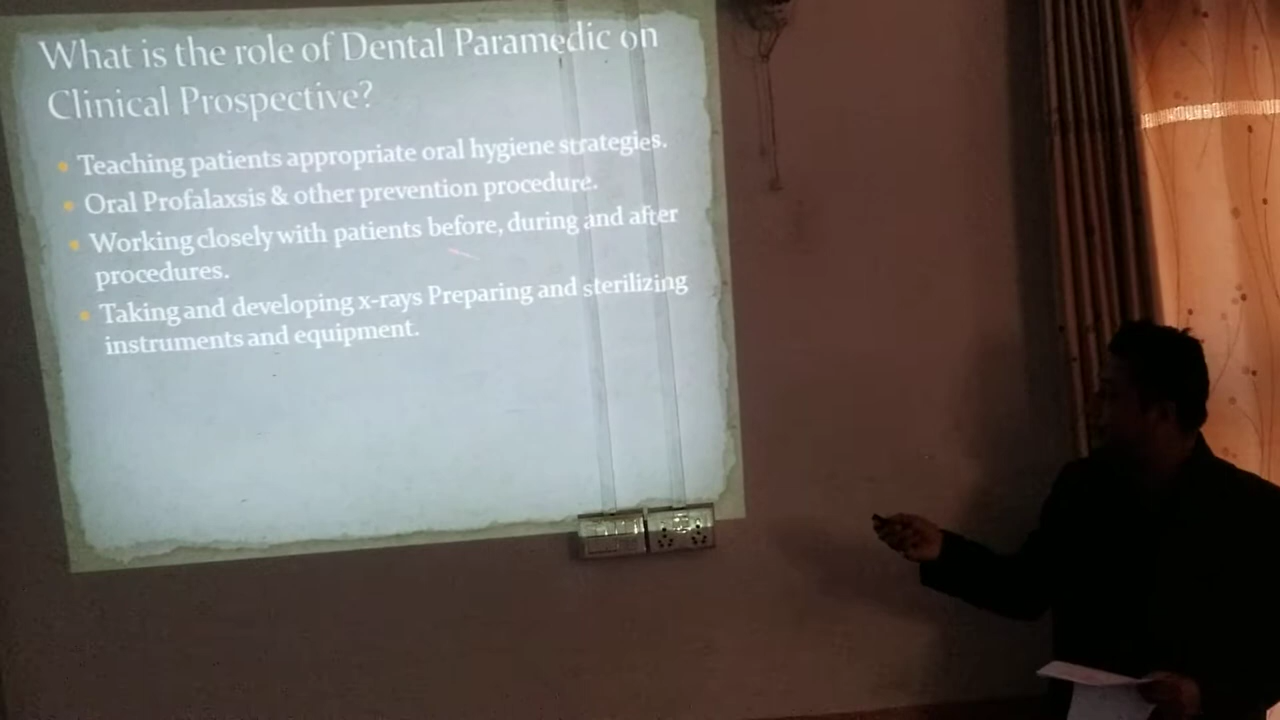 What is the role of Dental Paramedic on
Clinical Prospective?
Teaching patients appropriate oral hygiene strategies.
Oral Profalaxsis & other prevention procedure.
Working closely with patients before, during and after
procedures.
Taking and developing x-rays Preparing and sterilizing
instruments and equipment.